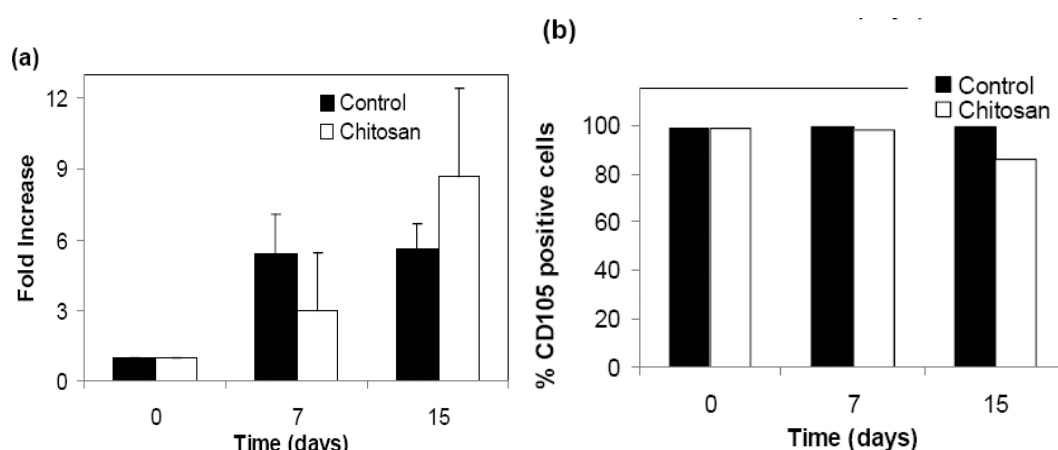 (a)
12
9
6
3
0
Fold Increase
Control
Chitosan
0 7 15
Time (days)
(b)
Control
Chitosan
100
80
60
40
20
0
% CD105 positive cells
0 7 15
Time (days)